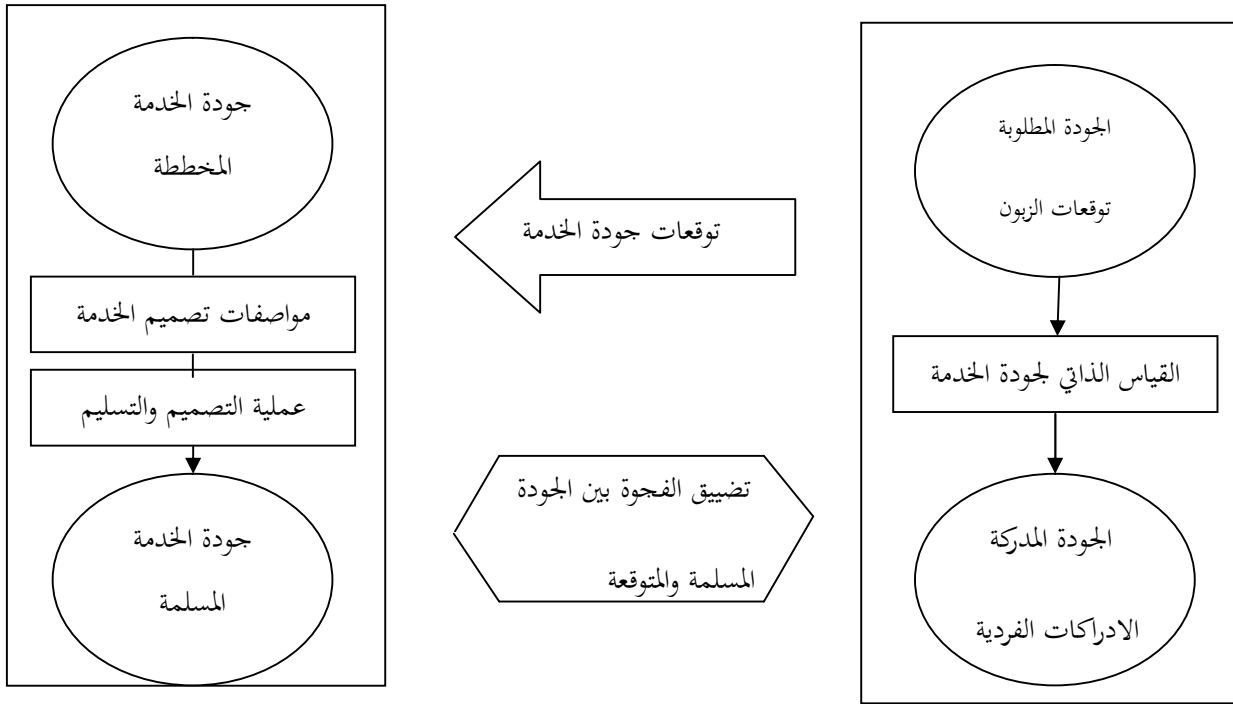 الجودة المطلوبة
توقعات الزبون
القياس الذاتي لجودة الخدمة
الجودة المدركة
الادراكات الفردية
توقعات جودة الخدمة
تضييق الفجوة بين الجودة
المسلمة والمتوقعة
جودة الخدمة
المخططة
مواصفات تصميم الخدمة
عملية التصميم والتسليم
جودة الخدمة
المسلمة